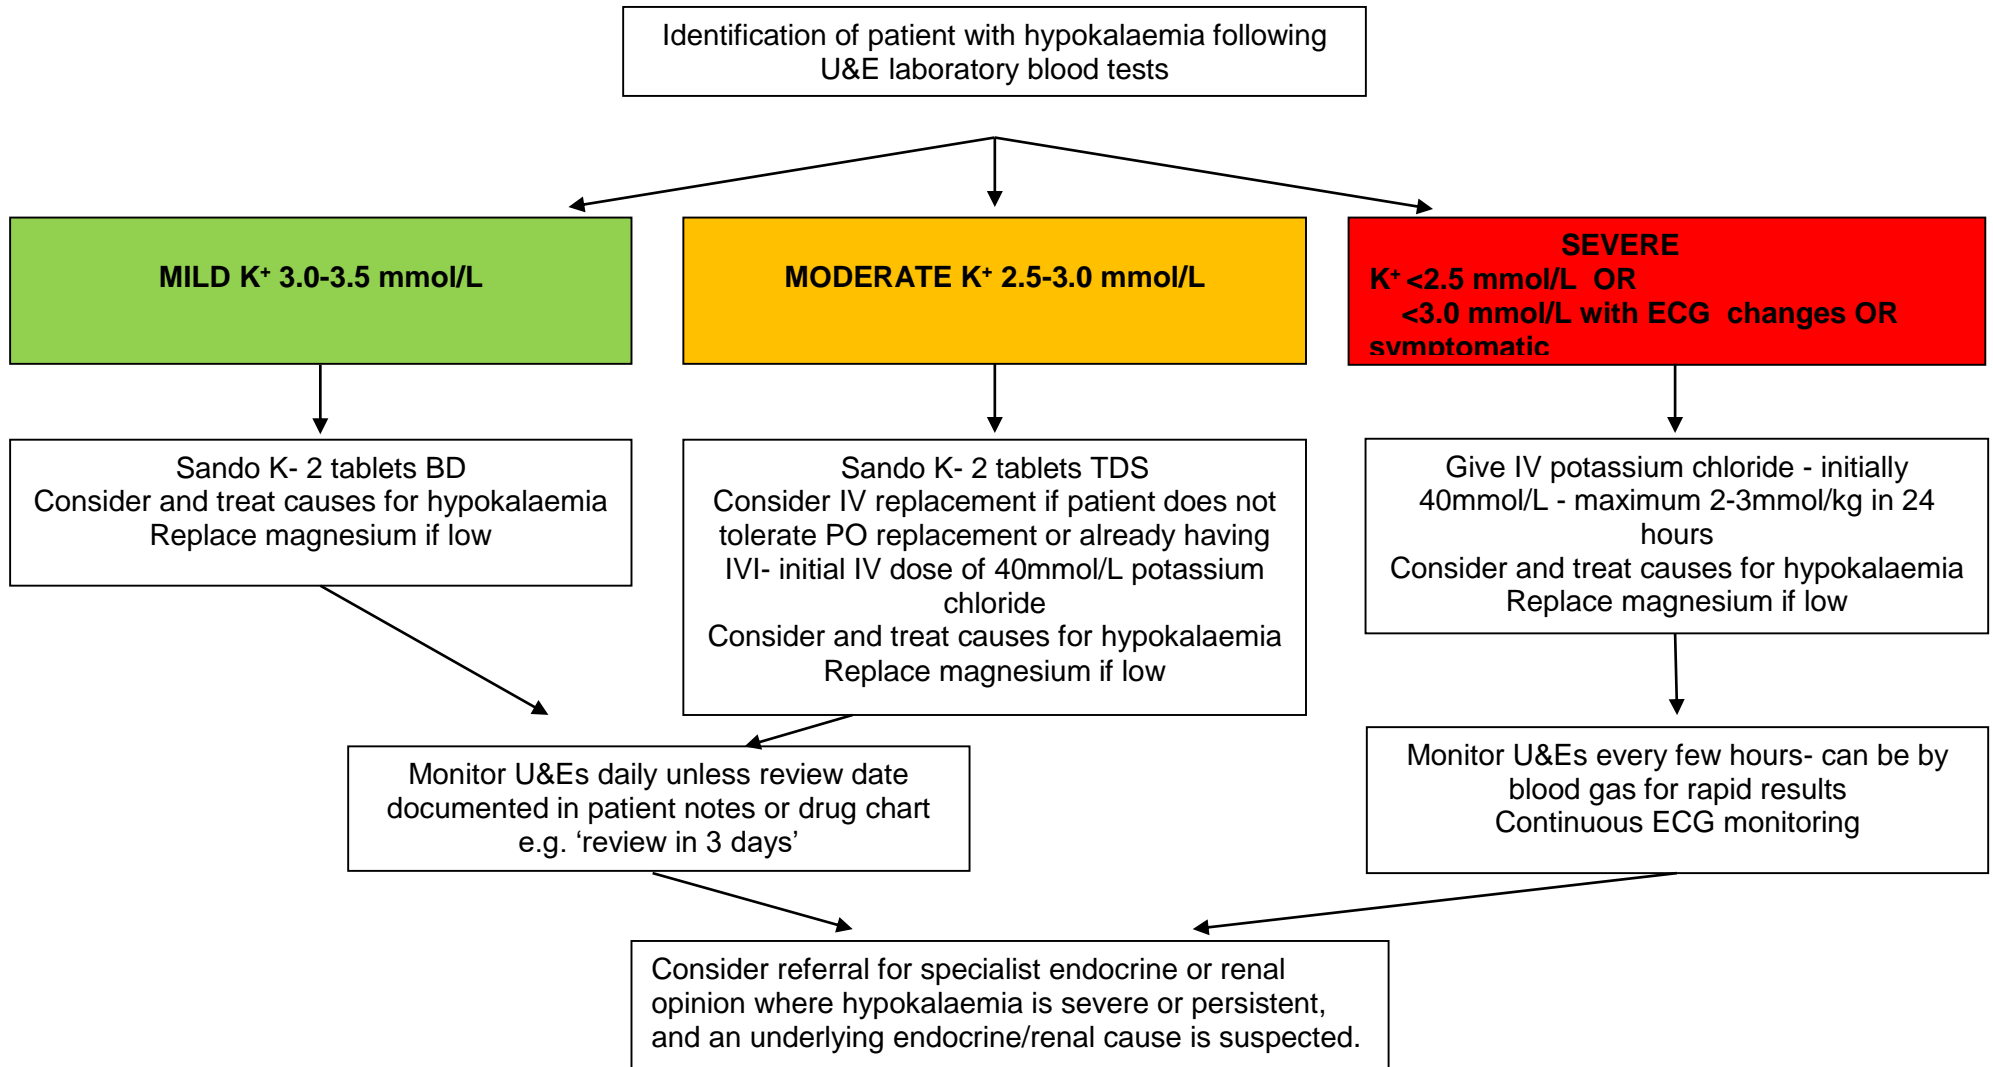 Identification of patient with hypokalaemia following
U&E laboratory blood tests
MILD K⁺ 3.0-3.5 mmol/L
MODERATE K⁺ 2.5-3.0 mmol/L
SEVERE
K⁺ <2.5 mmol/L OR
<3.0 mmol/L with ECG changes OR
symptomatic
Sando K- 2 tablets BD
Consider and treat causes for hypokalaemia
Replace magnesium if low
Sando K- 2 tablets TDS
Consider IV replacement if patient does not
tolerate PO replacement or already having
IVI- initial IV dose of 40mmol/L potassium
chloride
Consider and treat causes for hypokalaemia
Replace magnesium if low
Give IV potassium chloride - initially
40mmol/L - maximum 2-3mmol/kg in 24
hours
Consider and treat causes for hypokalaemia
Replace magnesium if low
Monitor U&Es daily unless review date
documented in patient notes or drug chart
e.g. ‘review in 3 days’
Monitor U&Es every few hours- can be by
blood gas for rapid results
Continuous ECG monitoring
Consider referral for specialist endocrine or renal
opinion where hypokalaemia is severe or persistent,
and an underlying endocrine/renal cause is suspected.